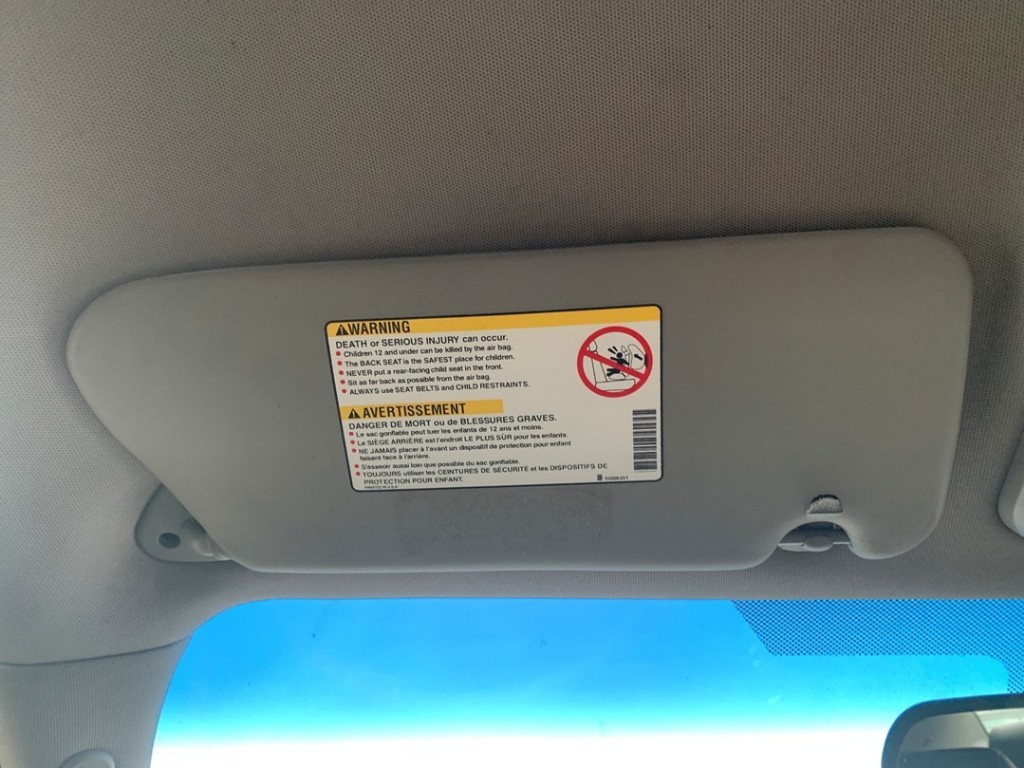 WARNING
DEATH or SERIOUS INJURY can occur.
Children 12 and under can be killed by the air bag.
The BACK SEAT is the SAFEST place for children.
NEVER put a rear-facing child seat in the front.
Sit as far back as possible from the air bag.
ALWAYS use SEAT BELTS and CHILD RESTRAINTS.
AVERTISSEMENT
DANGER DE MORT ou de BLESSURES GRAVES.
Le sac gonflable peut tuer les enfants de 12 ans et moins.
Le SIÈGE ARRIÈRE est l'endroit LE PLUS SÛR pour les enfants.
NE JAMAIS placer à l'avant un dispositif de protection pour enfant
faisant face à l'arrière.
S'asseoir aussi loin que possible du sac gonflable.
TOUJOURS utiliser les CEINTURES DE SÉCURITÉ et les DISPOSITIFS DE
PROTECTION POUR ENFANT.
PRINTED IN U.S.A.